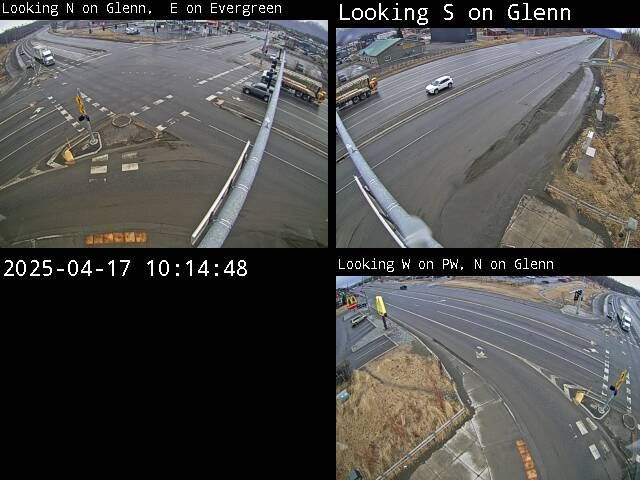 Looking N on Glenn,  E on Evergreen
Looking S on Glenn
2025-04-17 10:14:48
Looking W on PW, N on Glenn